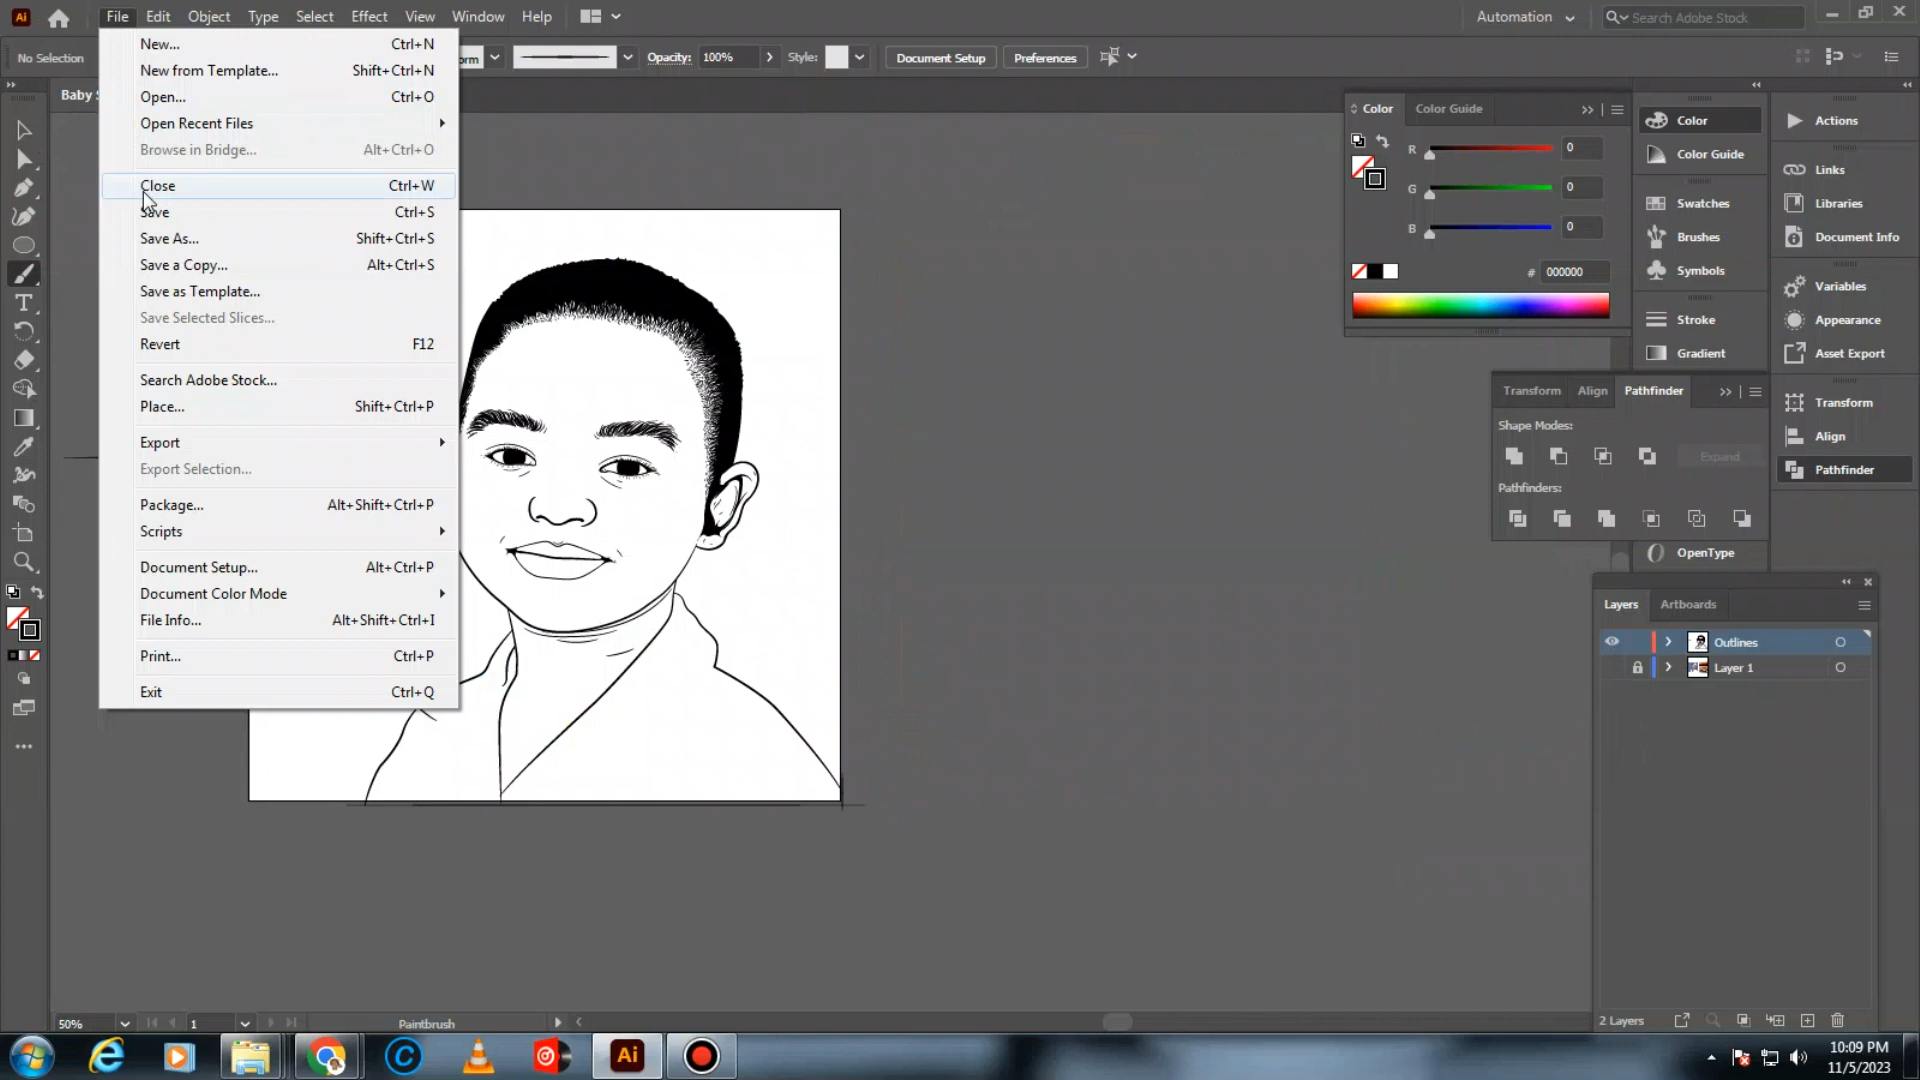 Ai File Edit Object Type Select Effect View Window Help Automation Search Adobe Stock
No Selection orm Opacity: 100% Style: Document Setup Preferences
Baby S
New... Ctrl+N
New from Template... Shift+Ctrl+N
Open... Ctrl+O
Open Recent Files
Browse in Bridge... Alt+Ctrl+O
Close Ctrl+W
Save Ctrl+S
Save As... Shift+Ctrl+S
Save a Copy... Alt+Ctrl+S
Save as Template...
Save Selected Slices...
Revert F12
Search Adobe Stock...
Place... Shift+Ctrl+P
Export
Export Selection...
Package... Alt+Shift+Ctrl+P
Scripts
Document Setup... Alt+Ctrl+P
Document Color Mode
File Info... Alt+Shift+Ctrl+I
Print... Ctrl+P
Exit Ctrl+Q
Color Color Guide
R 0
G 0
B 0
# 000000
Color
Color Guide
Swatches
Brushes
Symbols
Stroke
Gradient
OpenType
Actions
Links
Libraries
Document Info
Variables
Appearance
Asset Export
Transform
Align
Pathfinder
Transform Align Pathfinder
Shape Modes:
Expand
Pathfinders:
Layers Artboards
Outlines
Layer 1
2 Layers
50% 1 Paintbrush
Ai
10:09 PM
11/5/2023